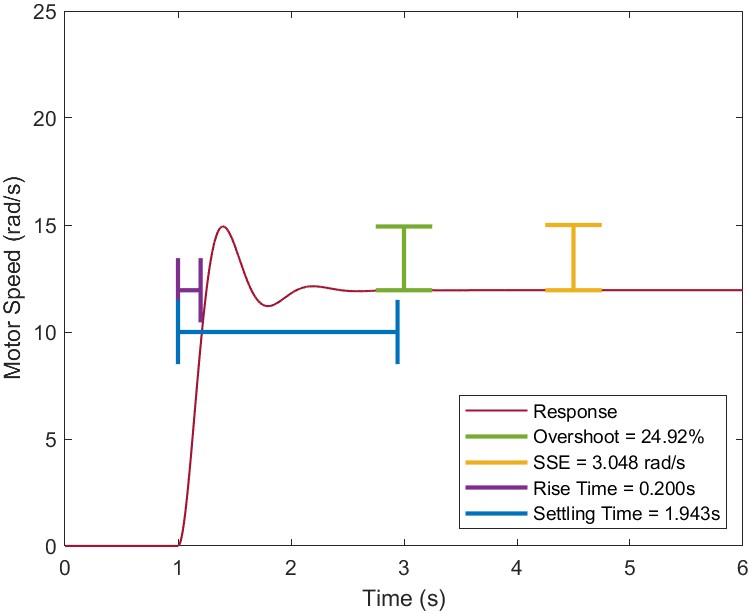 25
20
15
10
5
0
Motor Speed (rad/s)
0 1 2 3 4 5 6
Time (s)
Response
Overshoot = 24.92%
SSE = 3.048 rad/s
Rise Time = 0.200s
Settling Time = 1.943s